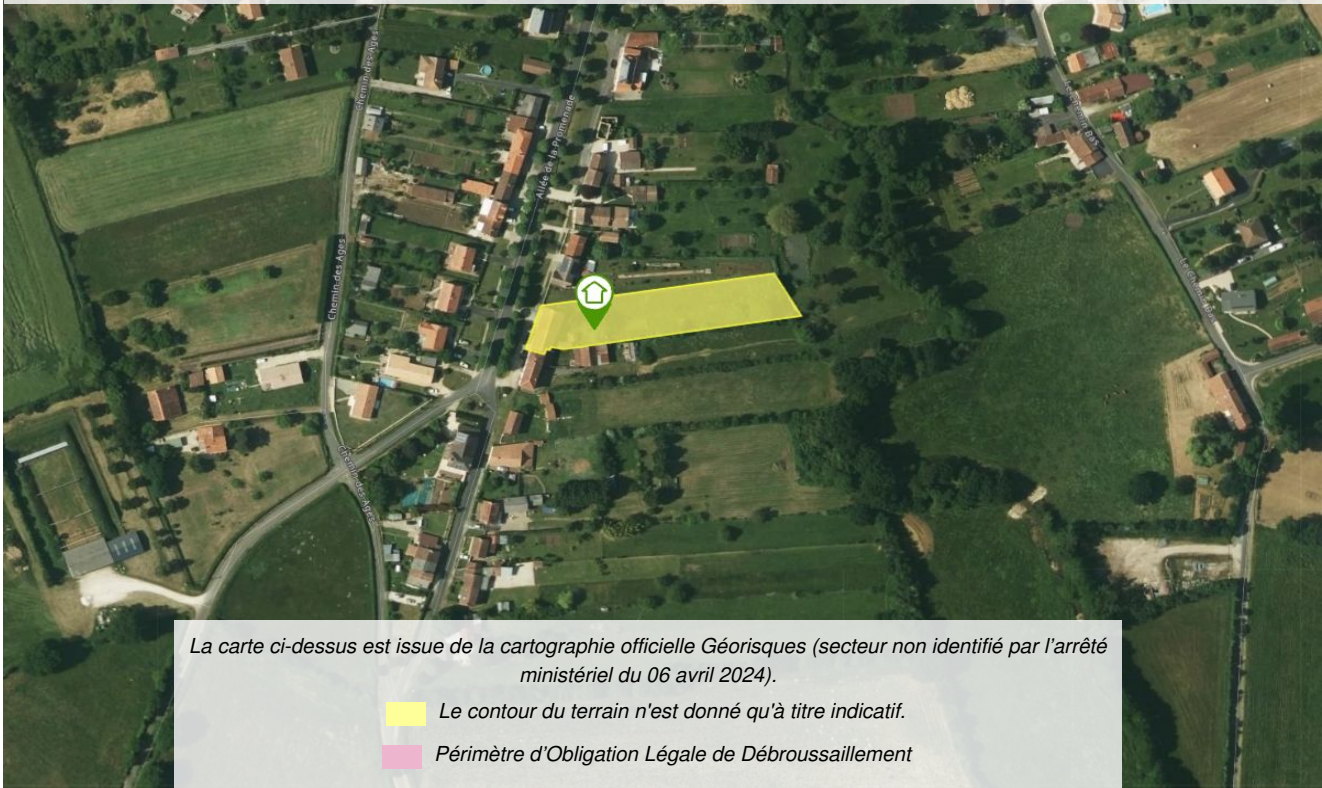 Chemin des Ages
Allée de la Promenade
Chemin des Ages
Chemin des Ages
La carte ci-dessus est issue de la cartographie officielle Géorisques (secteur non identifié par l'arrêté
ministériel du 06 avril 2024).
Le contour du terrain n'est donné qu'à titre indicatif.
Périmètre d'Obligation Légale de Débroussaillement